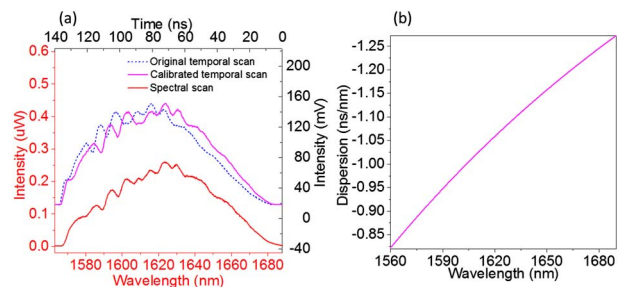 (a)
Time (ns)
140 120 100 80 60 40 20 0
Original temporal scan
Calibrated temporal scan
Spectral scan
Intensity (uW)
0.6
0.5
0.4
0.3
0.2
0.1
0.0
200
160
120
80
40
0
-40
Intensity (mV)
1580 1600 1620 1640 1660 1680
Wavelength (nm)
(b)
Dispersion (ns/nm)
-1.25
-1.20
-1.15
-1.10
-1.05
-1.00
-0.95
-0.90
-0.85
1560 1590 1620 1650 1680
Wavelength (nm)